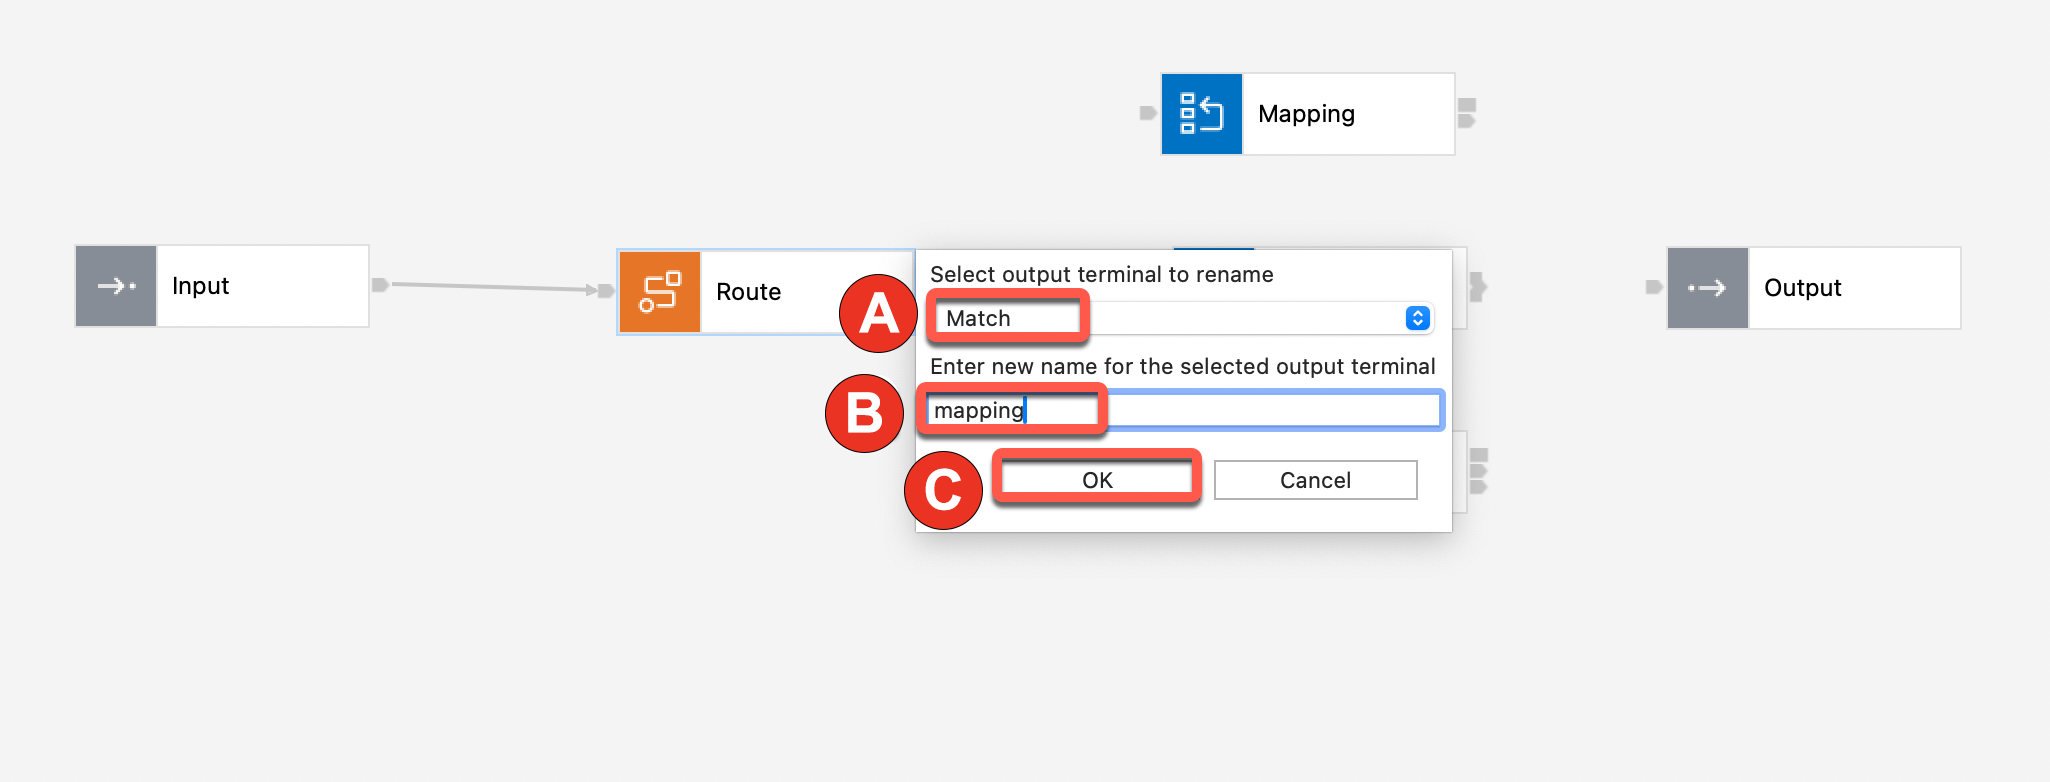 Mapping
Input
Route
Output
Select output terminal to rename
A
Match
Enter new name for the selected output terminal
B
mapping
C
OK
Cancel